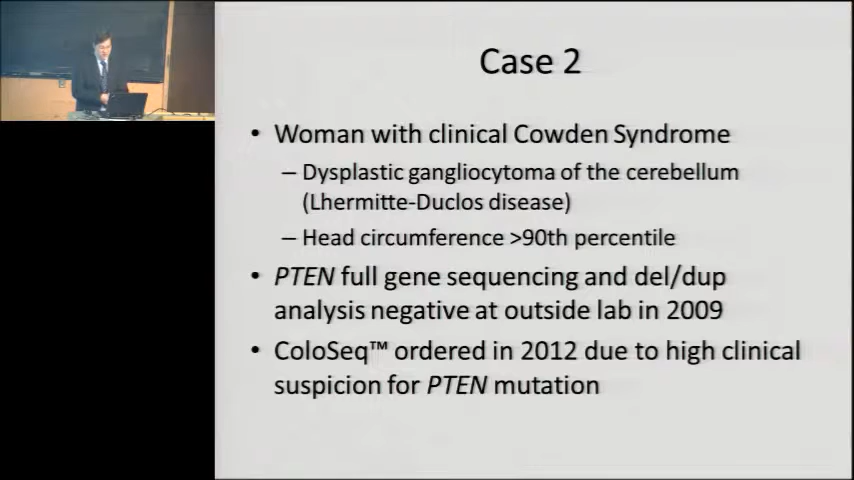 Case 2
• Woman with clinical Cowden Syndrome
– Dysplastic gangliocytoma of the cerebellum
(Lhermitte-Duclos disease)
– Head circumference >90th percentile
• PTEN full gene sequencing and del/dup
analysis negative at outside lab in 2009
• ColoSeq™ ordered in 2012 due to high clinical
suspicion for PTEN mutation